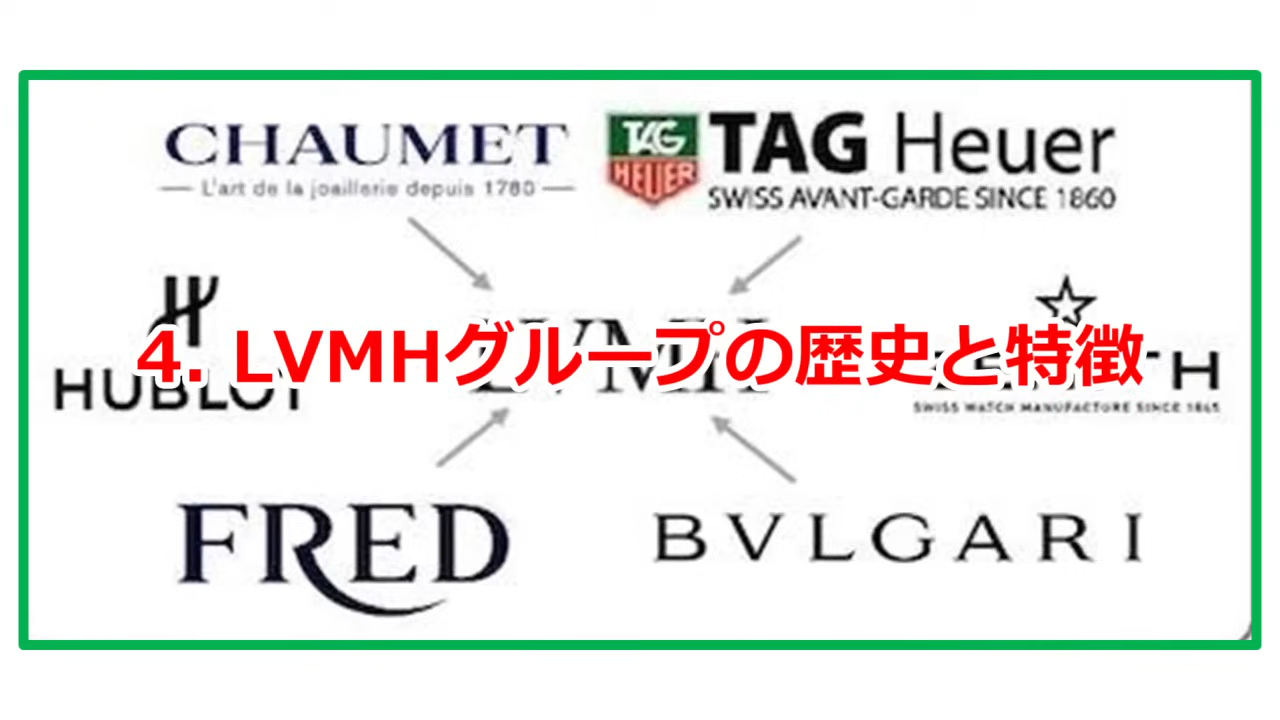 CHAUMET
L'art de la joaillerie depuis 1780
TAG
HEUER
TAG Heuer
SWISS AVANT-GARDE SINCE 1860
HUBLOT
4. LVMHグループの歴史と特徴
LVMH
SWISS WATCH MANUFACTURE SINCE 1865
FRED
BVLGARI